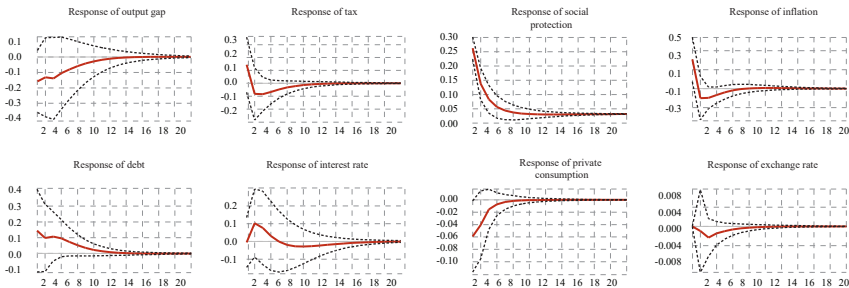 Response of output gap
0.1
0.0
-0.1
-0.2
-0.3
-0.4
2 4 6 8 10 12 14 16 18 20
Response of tax
0.3
0.2
0.1
0.0
-0.1
-0.2
2 4 6 8 10 12 14 16 18 20
Response of social
protection
0.30
0.25
0.20
0.15
0.10
0.05
0.00
2 4 6 8 10 12 14 16 18 20
Response of inflation
0.5
0.3
0.1
-0.1
-0.3
2 4 6 8 10 12 14 16 18 20
Response of debt
0.4
0.3
0.2
0.1
0.0
-0.1
2 4 6 8 10 12 14 16 18 20
Response of interest rate
0.2
0.1
0.0
-0.1
2 4 6 8 10 12 14 16 18 20
Response of private
consumption
0.00
-0.02
-0.04
-0.06
-0.08
-0.10
2 4 6 8 10 12 14 16 18 20
Response of exchange rate
0.008
0.004
0.000
-0.004
-0.008
2 4 6 8 10 12 14 16 18 20